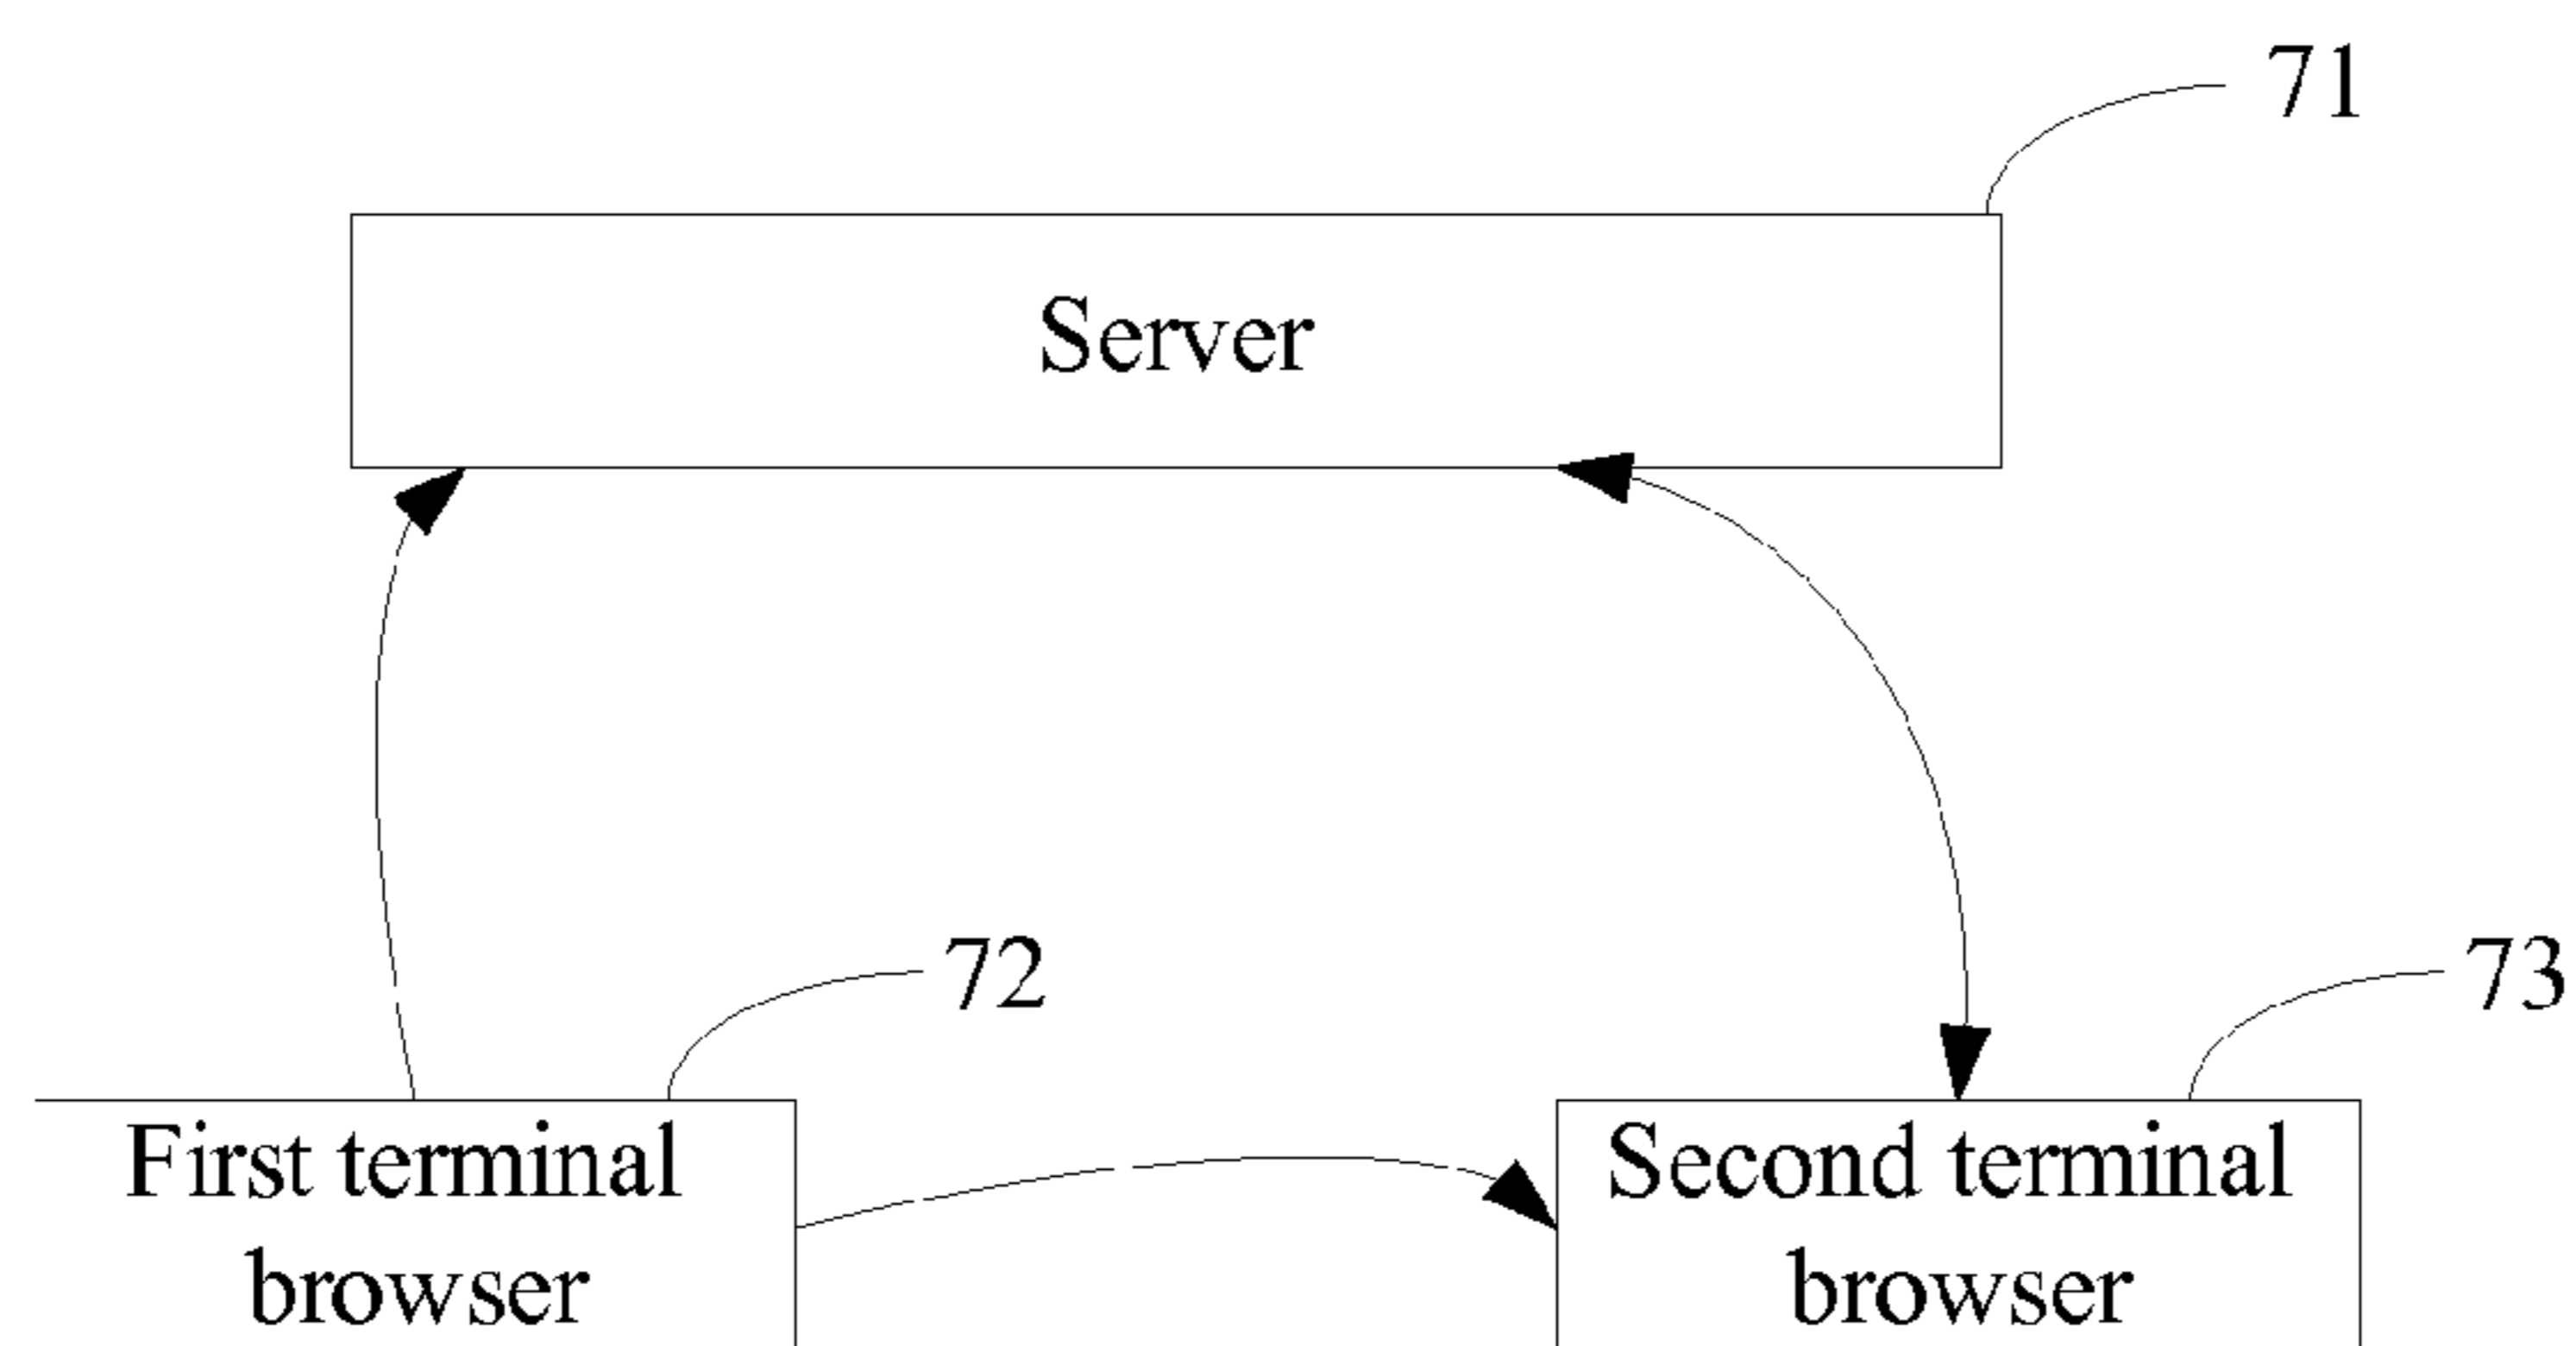 71
Server
72
73
First terminal
browser
Second terminal
browser